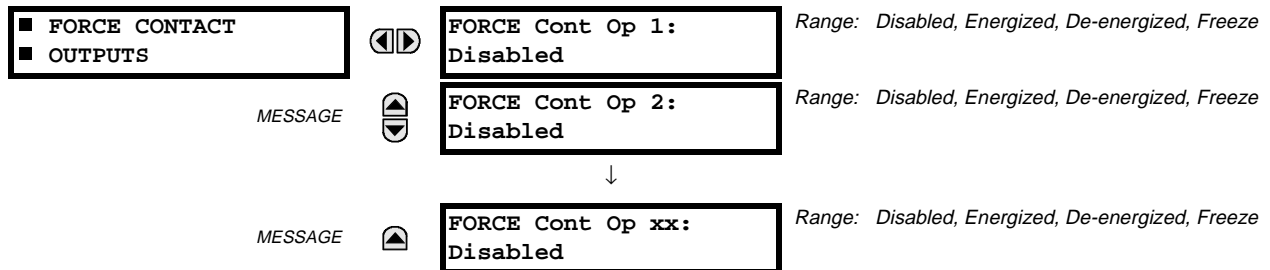 ■ FORCE CONTACT
■ OUTPUTS
FORCE Cont Op 1:
Disabled
Range: Disabled, Energized, De-energized, Freeze
MESSAGE
FORCE Cont Op 2:
Disabled
Range: Disabled, Energized, De-energized, Freeze
↓
MESSAGE
FORCE Cont Op xx:
Disabled
Range: Disabled, Energized, De-energized, Freeze